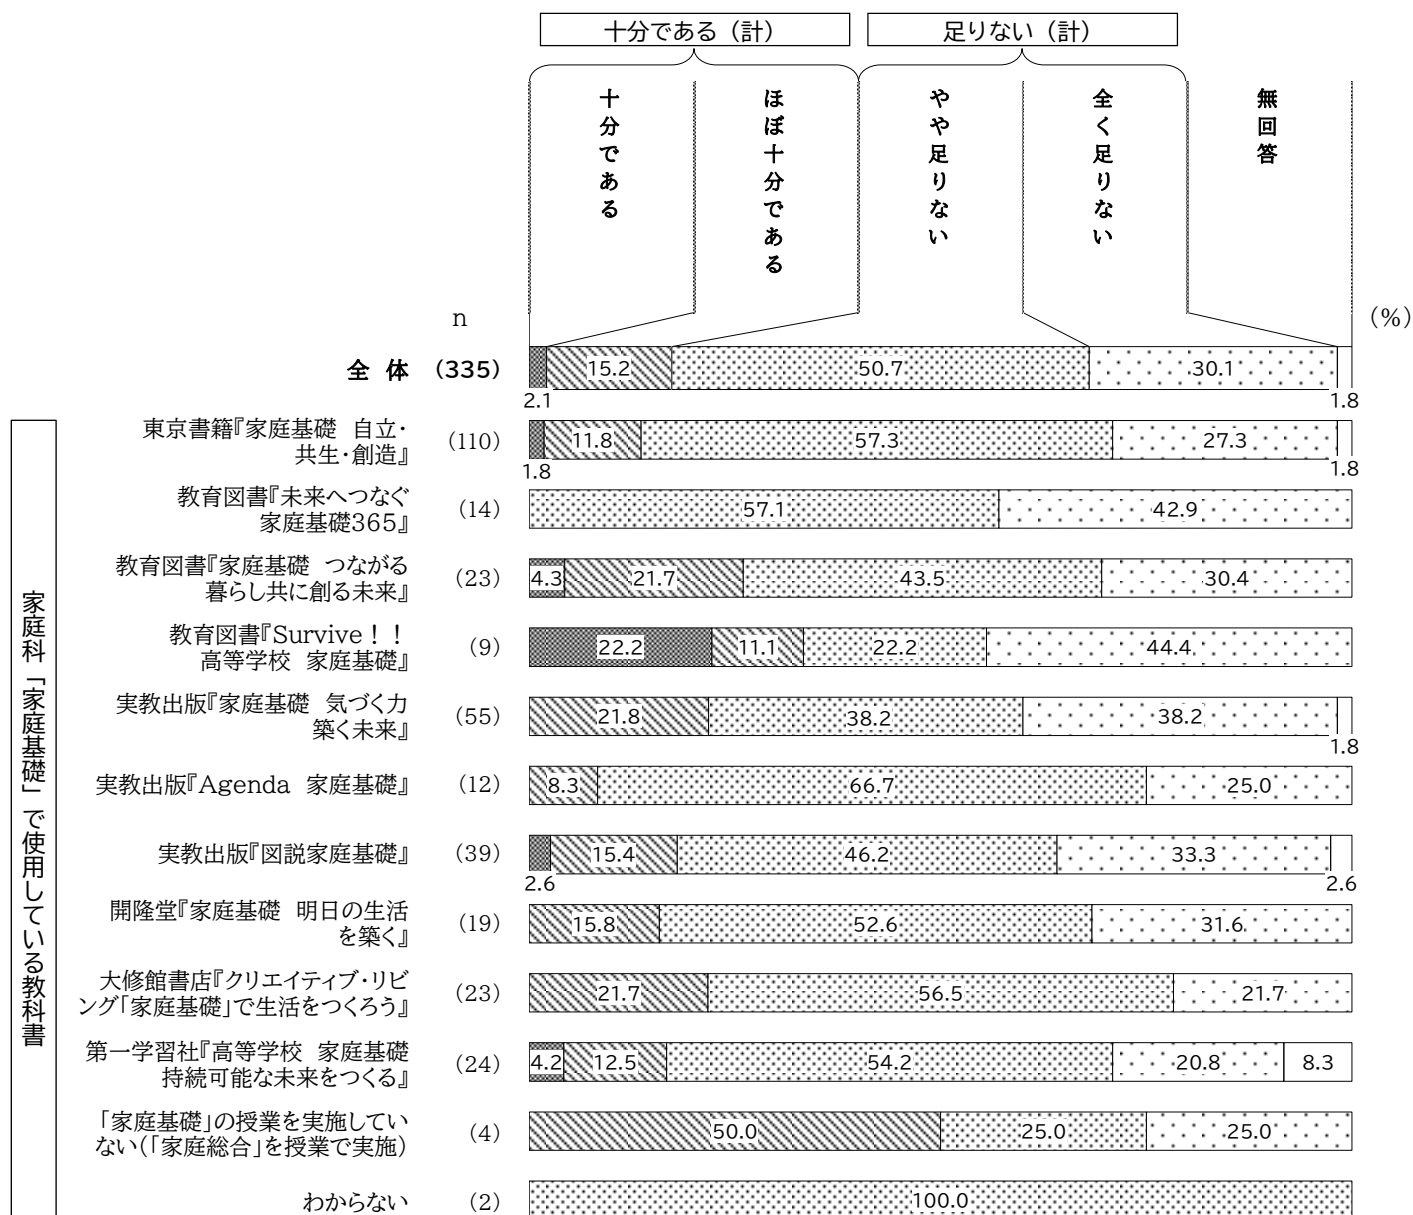 十分である（計） 足りない（計）
十分である
ほぼ十分である
やや足りない
全く足りない
無回答
n (%)
全 体 (335) 15.2 50.7 30.1
2.1 1.8
東京書籍『家庭基礎 自立・
共生・創造』 (110) 11.8 57.3 27.3
1.8 1.8
教育図書『未来へつなぐ
家庭基礎365』 (14) 57.1 42.9
教育図書『家庭基礎 つながる
暮らし共に創る未来』 (23) 4.3 21.7 43.5 30.4
教育図書『Survive！！
高等学校 家庭基礎』 (9) 22.2 11.1 22.2 44.4
実教出版『家庭基礎 気づく力
築く未来』 (55) 21.8 38.2 38.2
1.8
実教出版『Agenda 家庭基礎』 (12) 8.3 66.7 25.0
実教出版『図説家庭基礎』 (39) 15.4 46.2 33.3
2.6 2.6
開隆堂『家庭基礎 明日の生活
を築く』 (19) 15.8 52.6 31.6
大修館書店『クリエイティブ・リビ
ング「家庭基礎」で生活をつくろう』 (23) 21.7 56.5 21.7
第一学習社『高等学校 家庭基礎
持続可能な未来をつくる』 (24) 4.2 12.5 54.2 20.8 8.3
「家庭基礎」の授業を実施してい
ない(「家庭総合」を授業で実施) (4) 50.0 25.0 25.0
わからない (2) 100.0
家庭科「家庭基礎」で使用している教科書